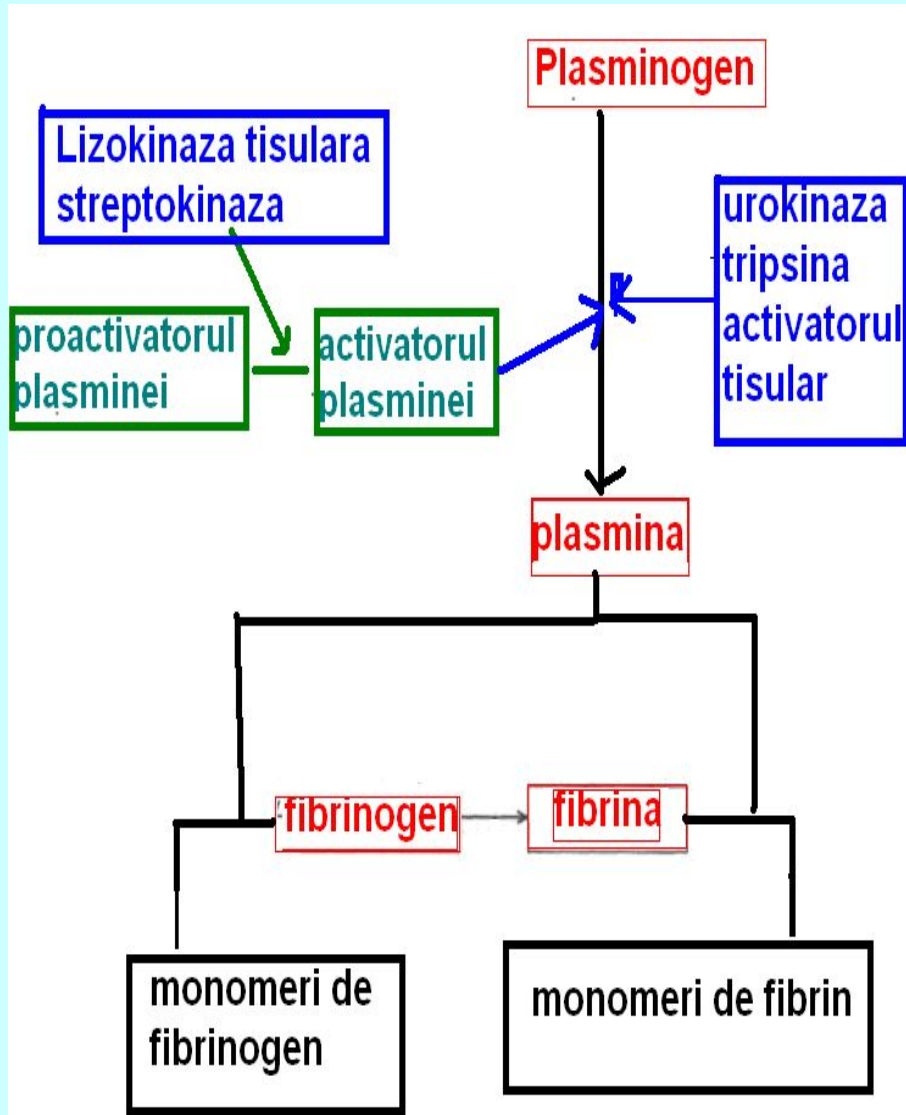 Plasminogen
Lizokinaza tisulara
streptokinaza
urokinaza
tripsina
activatorul
tisular
proactivatorul
plasminei
activatorul
plasminei
plasmina
fibrinogen
fibrina
monomeri de
fibrinogen
monomeri de fibrin